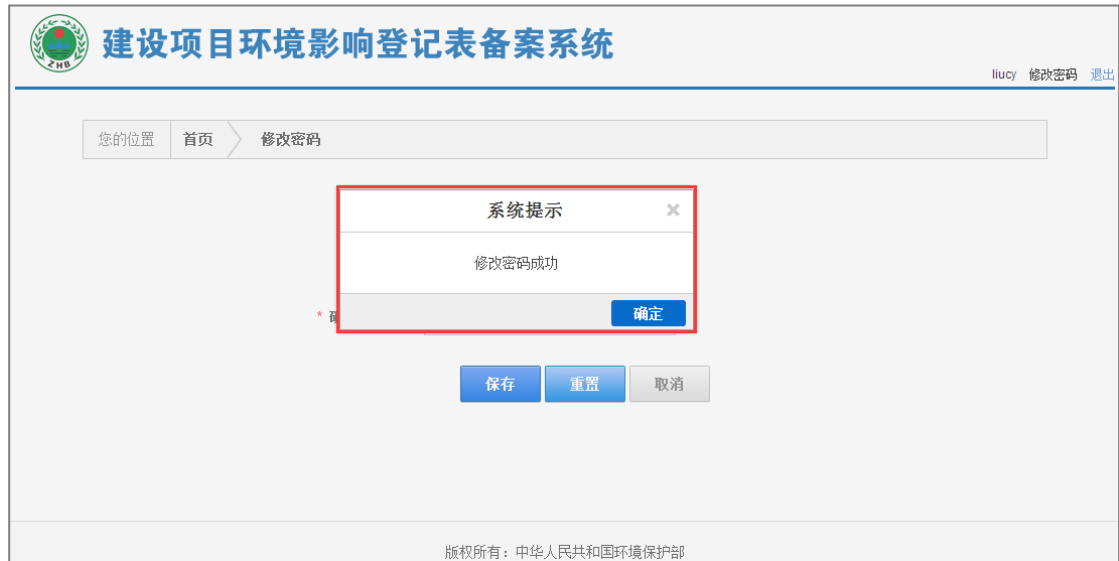 ZHB
建设项目环境影响登记表备案系统
liucy 修改密码 退出
您的位置 首页 修改密码
系统提示 ×
修改密码成功
*
确定
保存 重置 取消
版权所有：中华人民共和国环境保护部